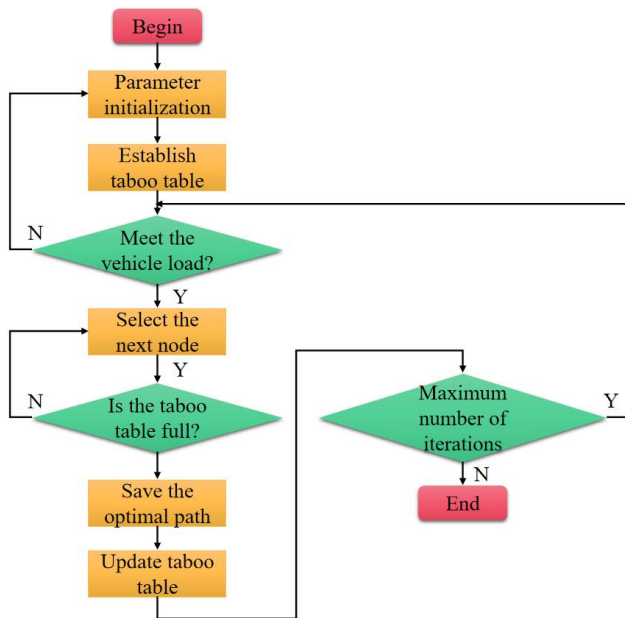 Begin
Parameter
initialization
Establish
taboo table
N
Meet the
vehicle load?
Y
Select the
next node
Y
N
Is the taboo
table full?
Save the
optimal path
Update taboo
table
Maximum
number of
iterations
Y
N
End